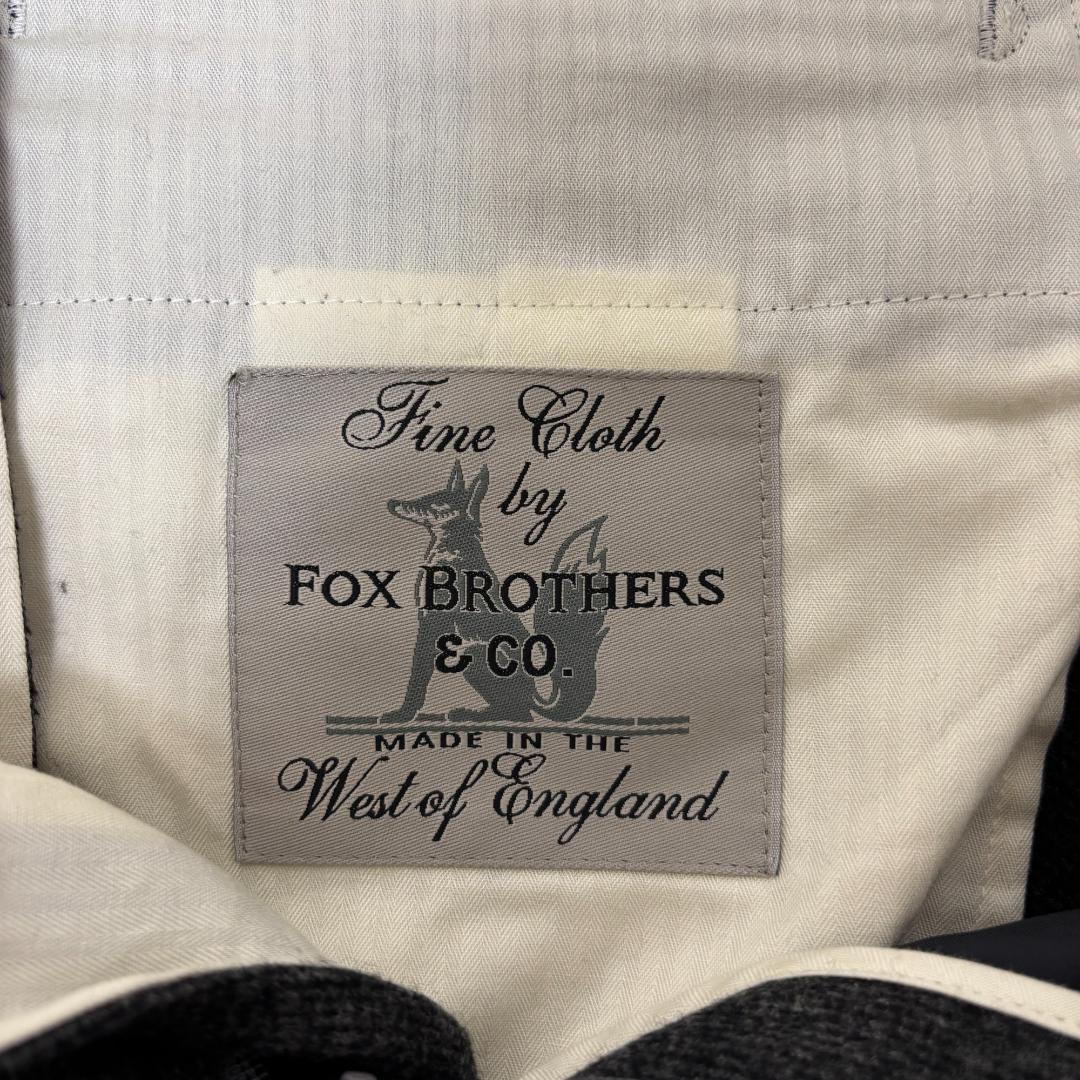 Fine Cloth
by
FOX BROTHERS
& CO.
MADE IN THE
West of England